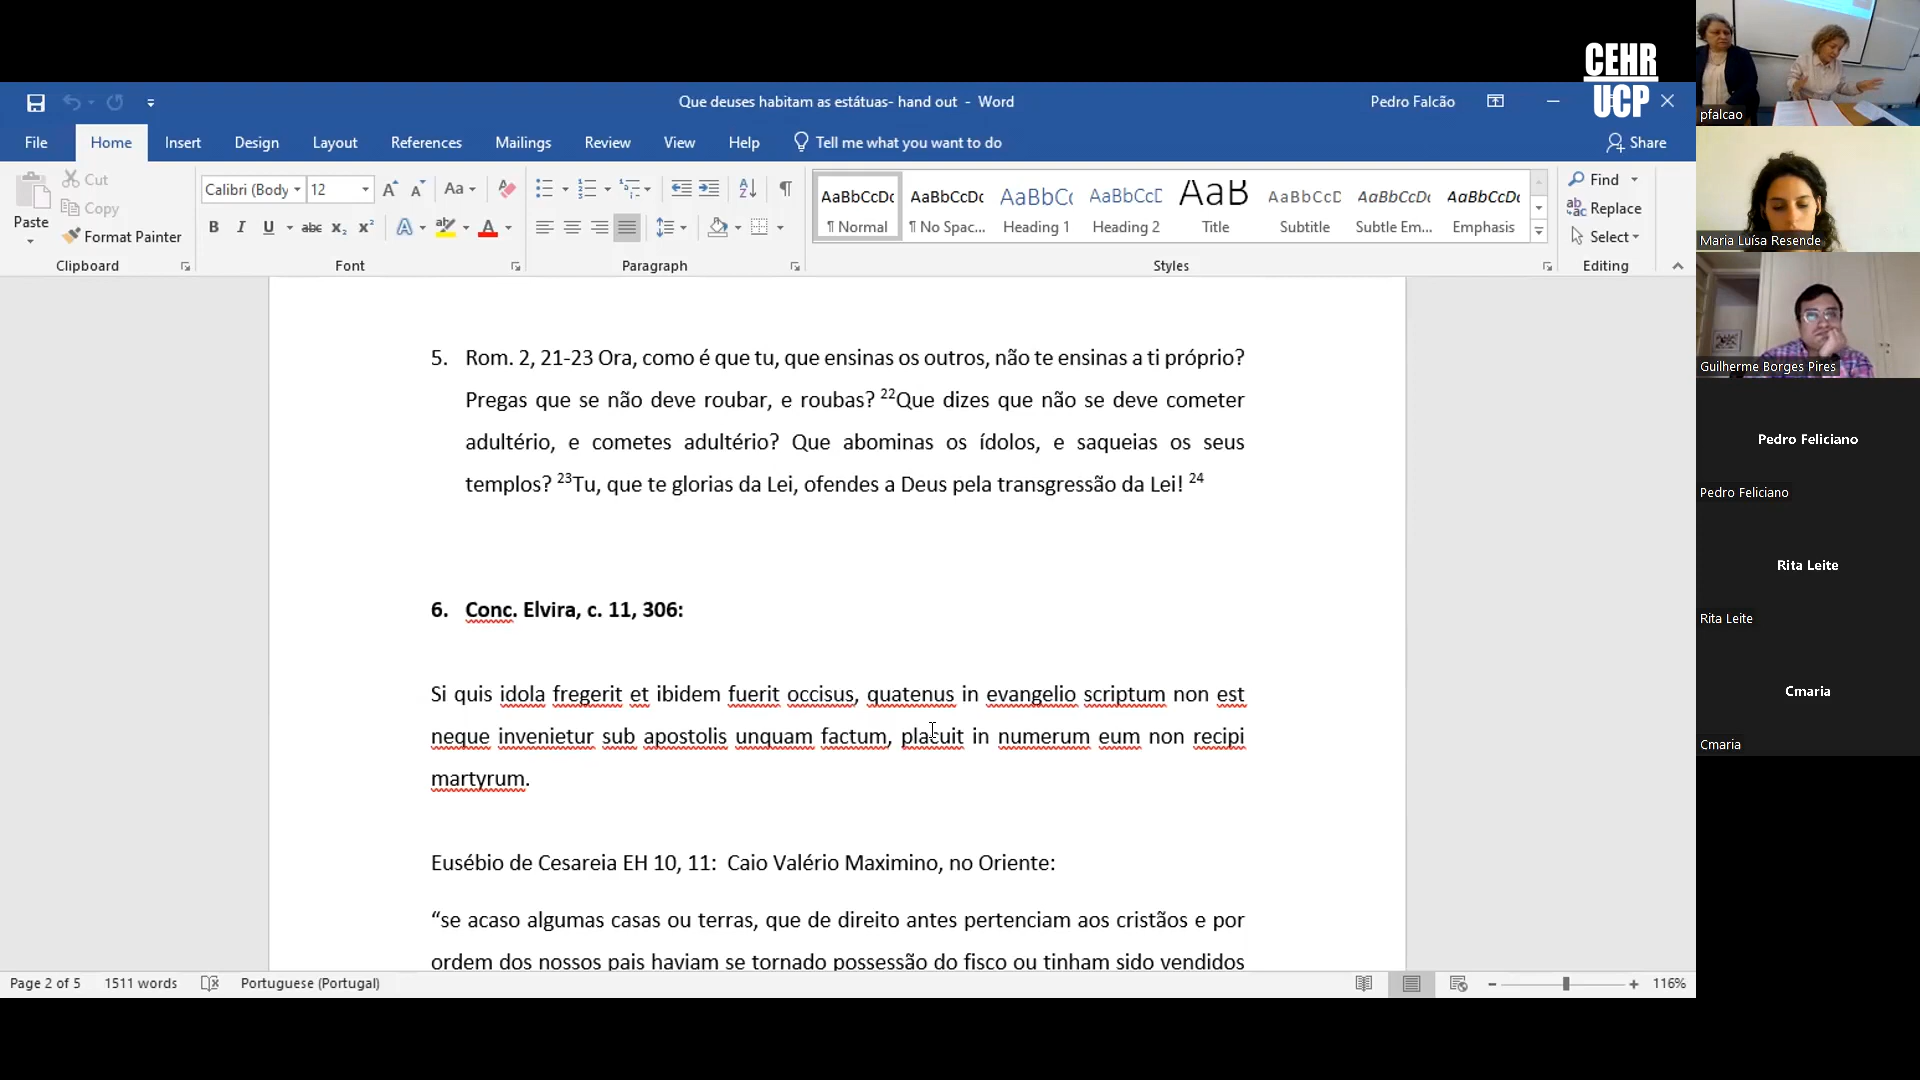 CEHR
UCP
Que deuses habitam as estátuas- hand out - Word
Pedro Falcão
File Home Insert Design Layout References Mailings Review View Help Tell me what you want to do Share
Paste
Cut
Copy
Format Painter
Clipboard
Calibri (Body 12
Font
Paragraph
AaBbCcDc AaBbCcDc AaBbCc AaBbCcD AaB AaBbCcD AaBbCcDc AaBbCcDc
¶ Normal ¶ No Spac... Heading 1 Heading 2 Title Subtitle Subtle Em... Emphasis
Styles
Find
Replace
Select
Editing
5. Rom. 2, 21-23 Ora, como é que tu, que ensinas os outros, não te ensinas a ti próprio?
Pregas que se não deve roubar, e roubas? 22Que dizes que não se deve cometer
adultério, e cometes adultério? Que abominas os ídolos, e saqueias os seus
templos? 23Tu, que te glorias da Lei, ofendes a Deus pela transgressão da Lei! 24
6. Conc. Elvira, c. 11, 306:
Si quis idola fregerit et ibidem fuerit occisus, quatenus in evangelio scriptum non est
neque invenietur sub apostolis unquam factum, placuit in numerum eum non recipi
martyrum.
Eusébio de Cesareia EH 10, 11: Caio Valério Maximino, no Oriente:
“se acaso algumas casas ou terras, que de direito antes pertenciam aos cristãos e por
ordem dos nossos pais haviam se tornado possessão do fisco ou tinham sido vendidos
Page 2 of 5 1511 words Portuguese (Portugal) 116%
pfalcao
Maria Luísa Resende
Guilherme Borges Pires
Pedro Feliciano
Pedro Feliciano
Rita Leite
Rita Leite
Cmaria
Cmaria